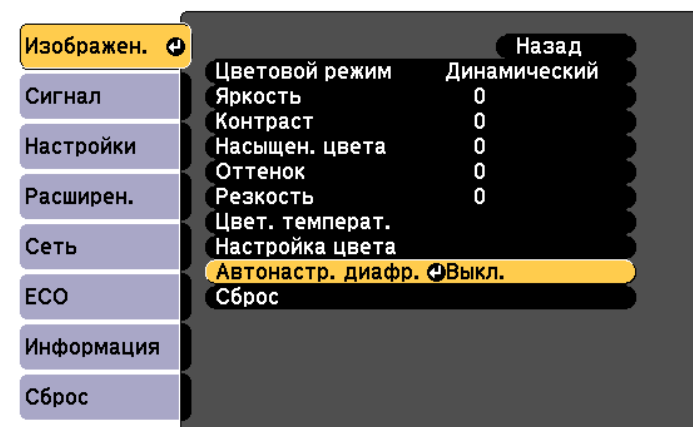 Изображен.
Сигнал
Настройки
Расширен.
Сеть
ECO
Информация
Сброс
Назад
Цветовой режим Динамический
Яркость 0
Контраст 0
Насыщен. цвета 0
Оттенок 0
Резкость 0
Цвет. температ.
Настройка цвета
Автонастр. диафр. Выкл.
Сброс